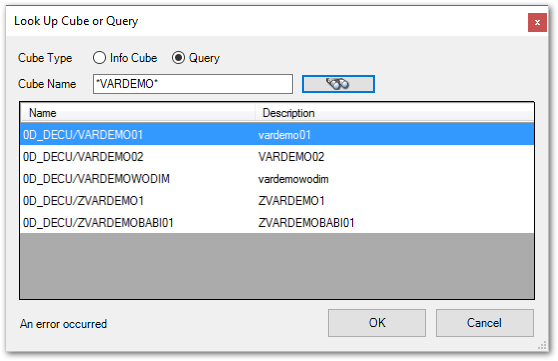 Look Up Cube or Query
x
Cube Type Info Cube Query
Cube Name *VARDEMO*
Name Description
0D_DECU/VARDEMO01 vardemo01
0D_DECU/VARDEMO02 VARDEMO02
0D_DECU/VARDEMOWODIM vardemowodim
0D_DECU/ZVARDEMO1 ZVARDEMO1
0D_DECU/ZVARDEMOBABI01 ZVARDEMOBABI01
An error occurred OK Cancel